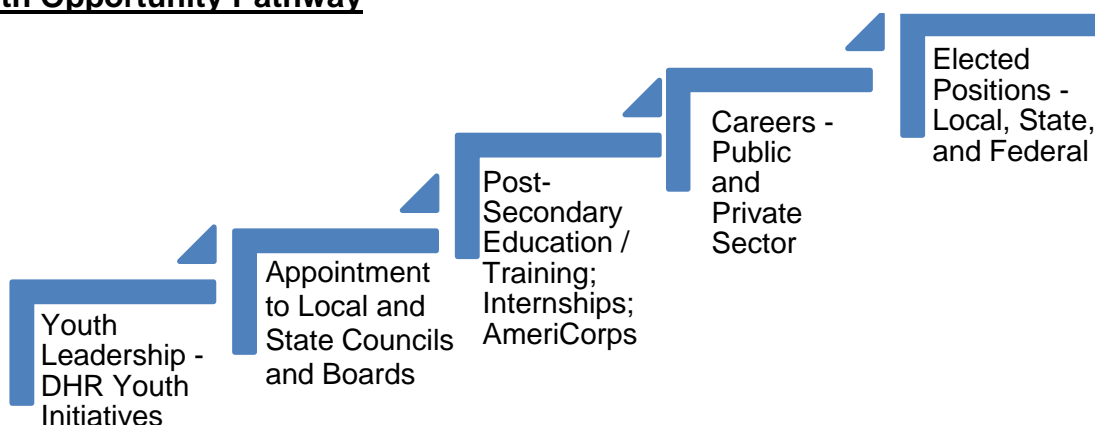 Opportunity Pathway
Youth
Leadership -
DHR Youth
Initiatives
Appointment
to Local and
State Councils
and Boards
Post-
Secondary
Education /
Training;
Internships;
AmeriCorps
Careers -
Public
and
Private
Sector
Elected
Positions -
Local, State,
and Federal